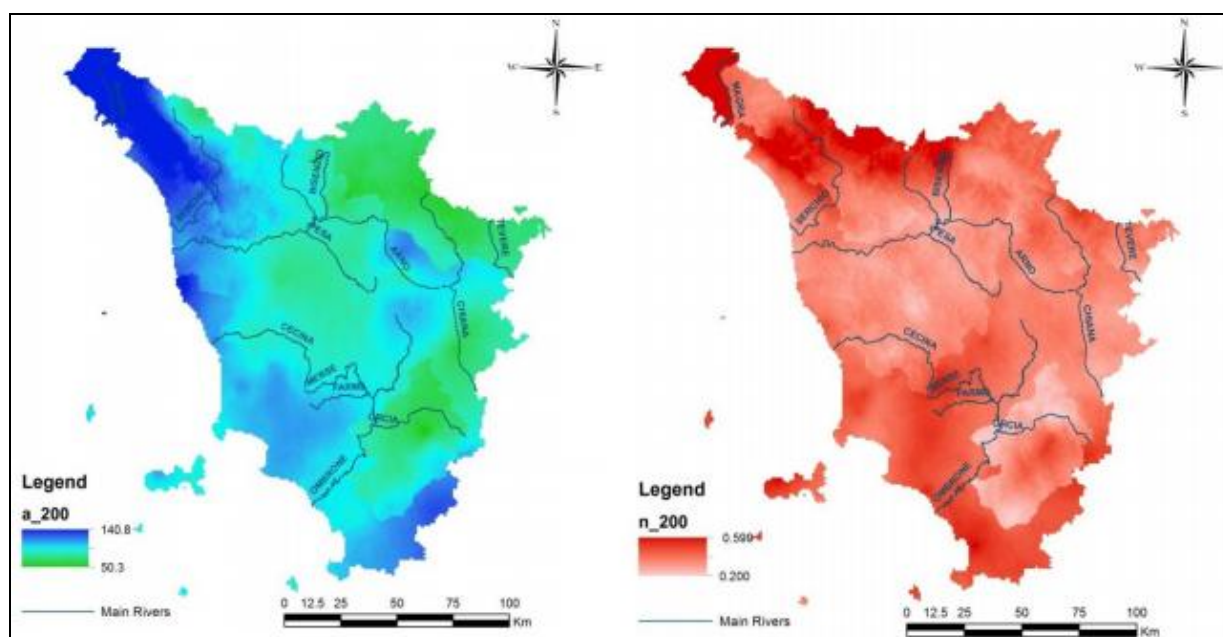 N
W
E
S
BISENZIO
SERCHIO
PESA
ARNO
TEVERE
CHIANA
CECINA
MERSE
FARMA
ORCIA
OMBRONE
Legend
a_200
140.8
50.3
Main Rivers
0 12.5 25 50 75 100
Km
N
W
S
MAGRA
SERCHIO
BISENZIO
PESA
ARNO
TEVERE
CHIANA
CECINA
MERSE
FARMA
ORCIA
OMBRONE
Legend
n_200
0.599
0.200
Main Rivers
0 12.5 25 50 75 100
Km